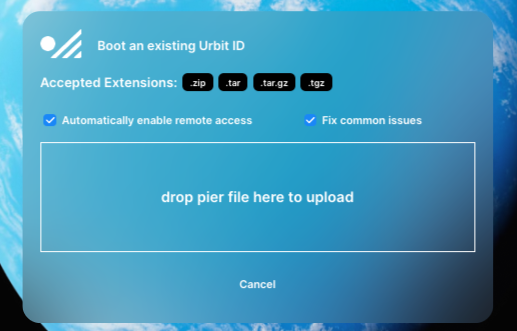 Boot an existing Urbit ID
Accepted Extensions: .zip .tar .tar.gz .tgz
Automatically enable remote access Fix common issues
drop pier file here to upload
Cancel